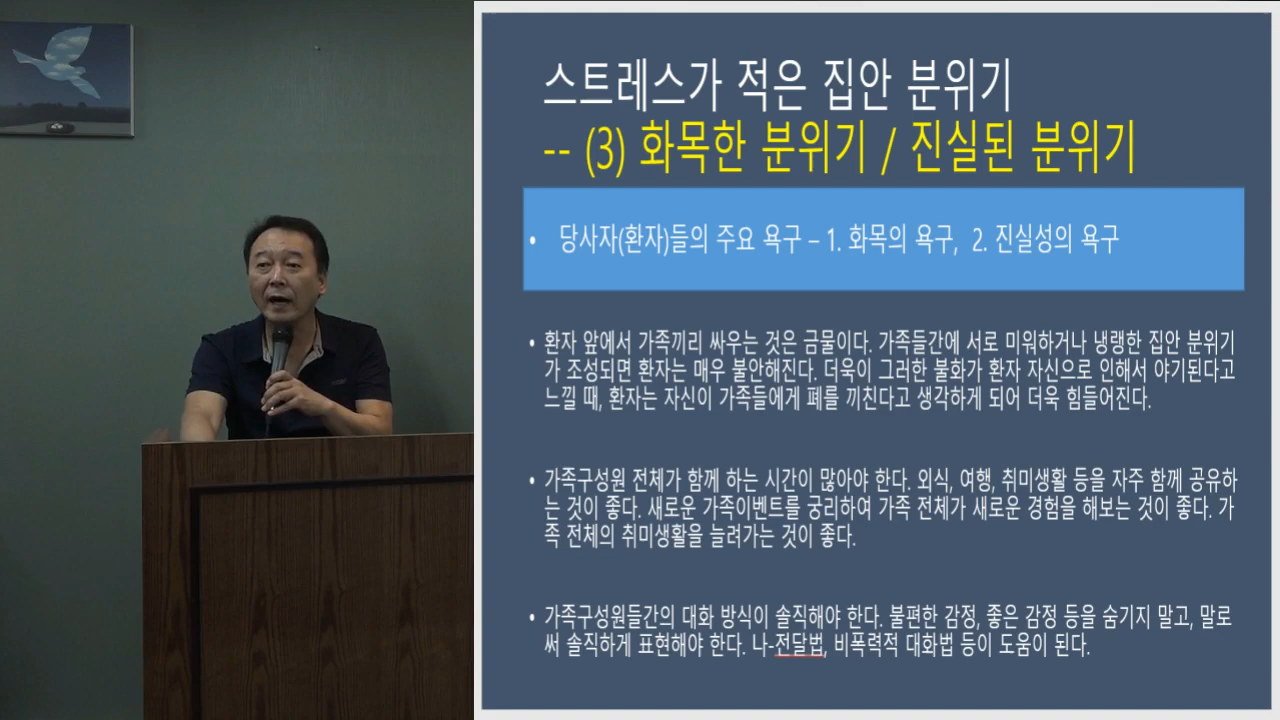 스트레스가 적은 집안 분위기
-- (3) 화목한 분위기 / 진실된 분위기
• 당사자(환자)들의 주요 욕구 – 1. 화목의 욕구, 2. 진실성의 욕구
• 환자 앞에서 가족끼리 싸우는 것은 금물이다. 가족들간에 서로 미워하거나 냉랭한 집안 분위기
가 조성되면 환자는 매우 불안해진다. 더욱이 그러한 불화가 환자 자신으로 인해서 야기된다고
느낄 때, 환자는 자신이 가족들에게 폐를 끼친다고 생각하게 되어 더욱 힘들어진다.
• 가족구성원 전체가 함께 하는 시간이 많아야 한다. 외식, 여행, 취미생활 등을 자주 함께 공유하
는 것이 좋다. 새로운 가족이벤트를 궁리하여 가족 전체가 새로운 경험을 해보는 것이 좋다. 가
족 전체의 취미생활을 늘려가는 것이 좋다.
• 가족구성원들간의 대화 방식이 솔직해야 한다. 불편한 감정, 좋은 감정 등을 숨기지 말고, 말로
써 솔직하게 표현해야 한다. 나-전달법, 비폭력적 대화법 등이 도움이 된다.